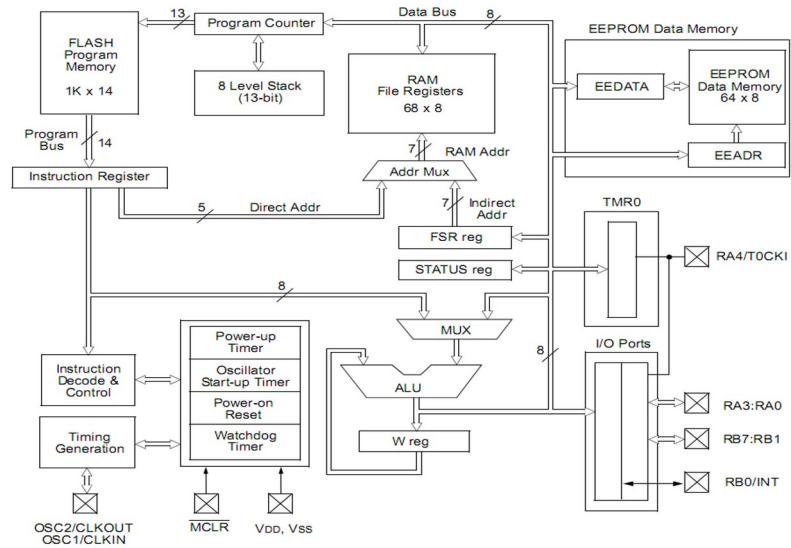 13
Program Counter
Data Bus
8
EEPROM Data Memory
FLASH
Program
Memory
1K x 14
8 Level Stack
(13-bit)
RAM
File Registers
68 x 8
EEDATA
EEPROM
Data Memory
64 x 8
Program
Bus
14
7
RAM Addr
EEADR
Instruction Register
Addr Mux
5
Direct Addr
7
Indirect
Addr
TMR0
FSR reg
RA4/T0CKI
STATUS reg
8
MUX
Power-up
Timer
8
I/O Ports
Instruction
Decode &
Control
Oscillator
Start-up Timer
ALU
Power-on
Reset
RA3:RA0
Timing
Generation
Watchdog
Timer
W reg
RB7:RB1
RB0/INT
OSC2/CLKOUT
OSC1/CLKIN
MCLR
VDD, VSS